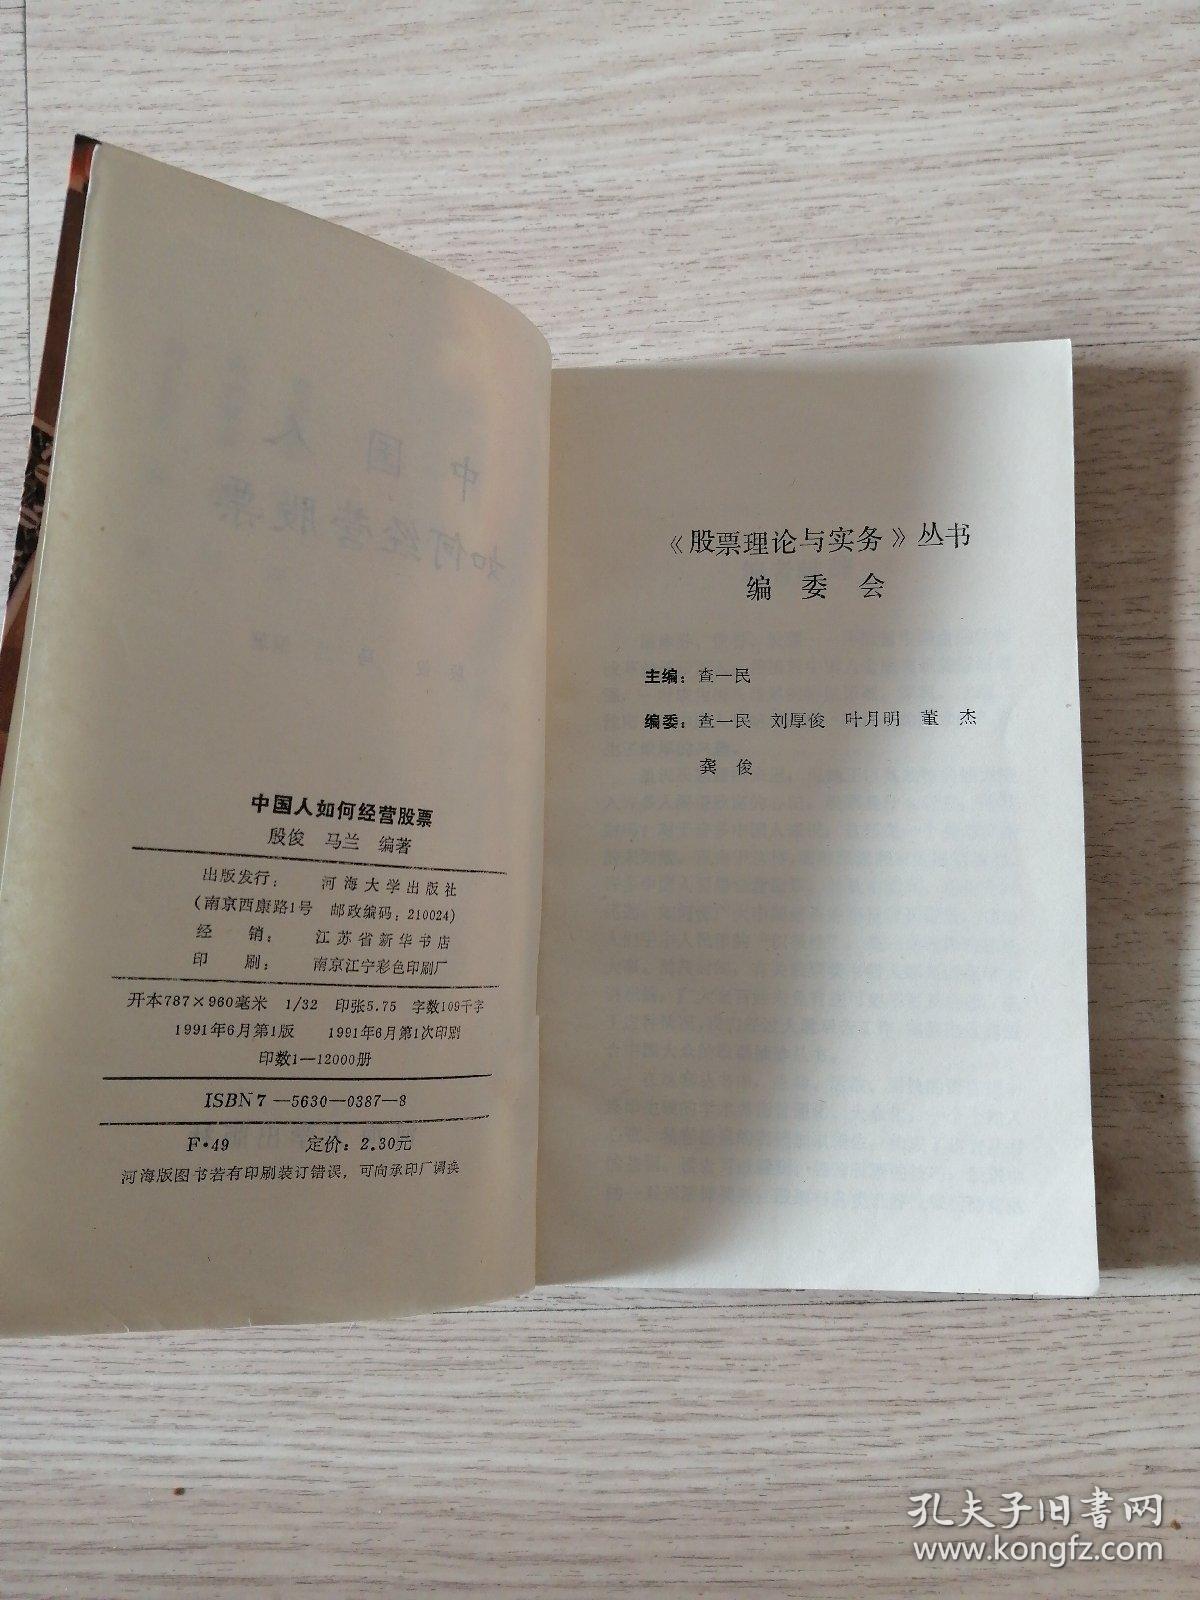 中国人如何经营股票
殷俊 马兰 编著
出版发行： 河海大学出版社
(南京西康路1号 邮政编码：210024)
经 销： 江苏省新华书店
印 刷： 南京江宁彩色印刷厂
开本787×960毫米 1/32 印张5.75 字数109千字
1991年6月第1版 1991年6月第1次印刷
印数1—12000册
ISBN7—5630—0387—3
F·49 定价：2.30元
河海版图书若有印刷装订错误，可向承印厂调换
《股票理论与实务》丛书
编 委 会
主编：查一民
编委：查一民 刘厚俊 叶月明 董 杰
龚 俊
孔夫子旧书网
www.kongfz.com